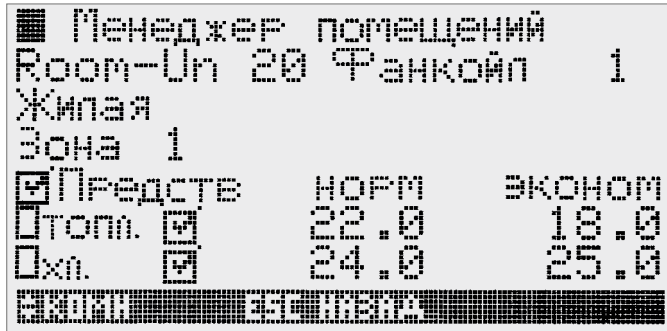 Менеджер помещений
Room-Un 20 Фанкойл 1
Жилая
Зона 1
Предств норм эконом
топл. 22.0 18.0
хл. 24.0 25.0
*КОМН ESC НАЗАД